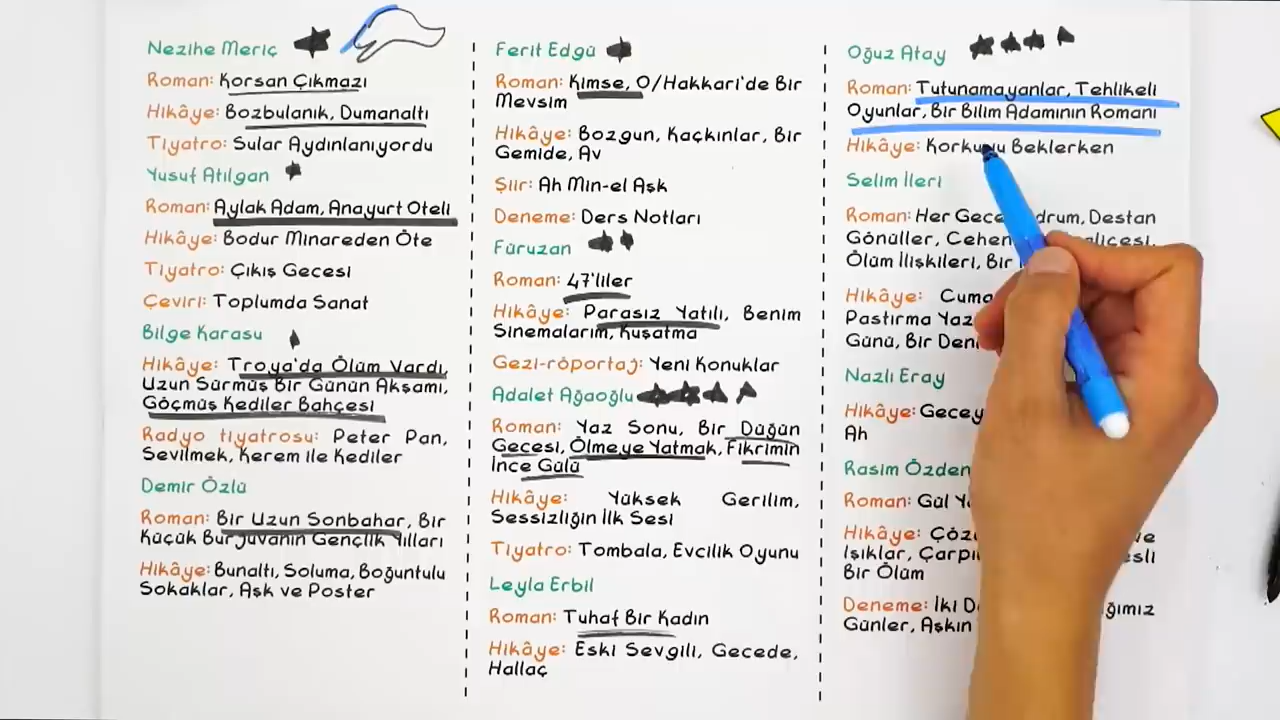 Nezihe Meriç
Roman: Korsan Çıkmazı
Hikâye: Bozbulanık, Dumanaltı
Tiyatro: Sular Aydınlanıyordu
Yusuf Atılgan
Roman: Aylak Adam, Anayurt Oteli
Hikâye: Bodur Minareden Öte
Tiyatro: Çıkış Gecesi
Çeviri: Toplumda Sanat
Bilge Karasu
Hikâye: Troya'da Ölüm Vardı,
Uzun Sürmüş Bir Günün Akşamı,
Göçmüş Kediler Bahçesi
Radyo tiyatrosu: Peter Pan,
Sevilmek, Kerem ile Kediler
Demir Özlü
Roman: Bir Uzun Sonbahar, Bir
Küçük Burjuvanın Gençlik Yılları
Hikâye: Bunaltı, Soluma, Boğuntulu
Sokaklar, Aşk ve Poster
Ferit Edgü
Roman: Kimse, O/Hakkari'de Bir
Mevsim
Hikâye: Bozgun, Kaçkınlar, Bir
Gemide, Av
Şiir: Ah Min-el Aşk
Deneme: Ders Notları
Füruzan
Roman: 47'liler
Hikâye: Parasız Yatılı, Benim
Sinemalarım, Kuşatma
Gezi-röportaj: Yeni Konuklar
Adalet Ağaoğlu
Roman: Yaz Sonu, Bir Düğün
Gecesi, Ölmeye Yatmak, Fikrimin
İnce Gülü
Hikâye: Yüksek Gerilim,
Sessizliğin İlk Sesi
Tiyatro: Tombala, Evcilik Oyunu
Leyla Erbil
Roman: Tuhaf Bir Kadın
Hikâye: Eski Sevgili, Gecede,
Hallaç
Oğuz Atay
Roman: Tutunamayanlar, Tehlikeli
Oyunlar, Bir Bilim Adamının Romanı
Hikâye: Korkuyu Beklerken
Selim İleri
Roman: Her Gece Destan
Gönüller,
Ölüm İlişkileri, Bir
Hikâye:
Pastırma
Günü, Bir
Nazlı Eray
Hikâye:
Ah
Rasim
Roman: Gül
Hikâye: ve
Işıklar,
Bir Ölüm
Deneme: İki
Günler, Aşkın